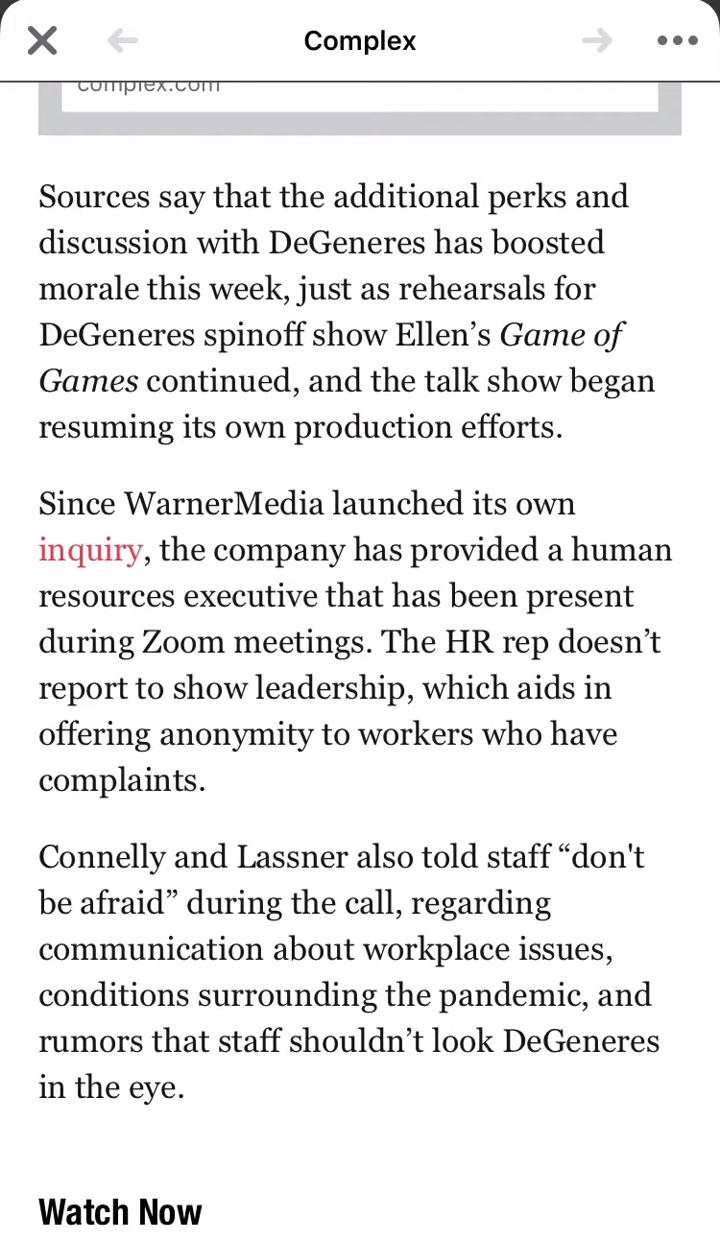 Complex
complex.com
Sources say that the additional perks and
discussion with DeGeneres has boosted
morale this week, just as rehearsals for
DeGeneres spinoff show Ellen’s Game of
Games continued, and the talk show began
resuming its own production efforts.
Since WarnerMedia launched its own
inquiry, the company has provided a human
resources executive that has been present
during Zoom meetings. The HR rep doesn’t
report to show leadership, which aids in
offering anonymity to workers who have
complaints.
Connelly and Lassner also told staff “don't
be afraid” during the call, regarding
communication about workplace issues,
conditions surrounding the pandemic, and
rumors that staff shouldn’t look DeGeneres
in the eye.
Watch Now